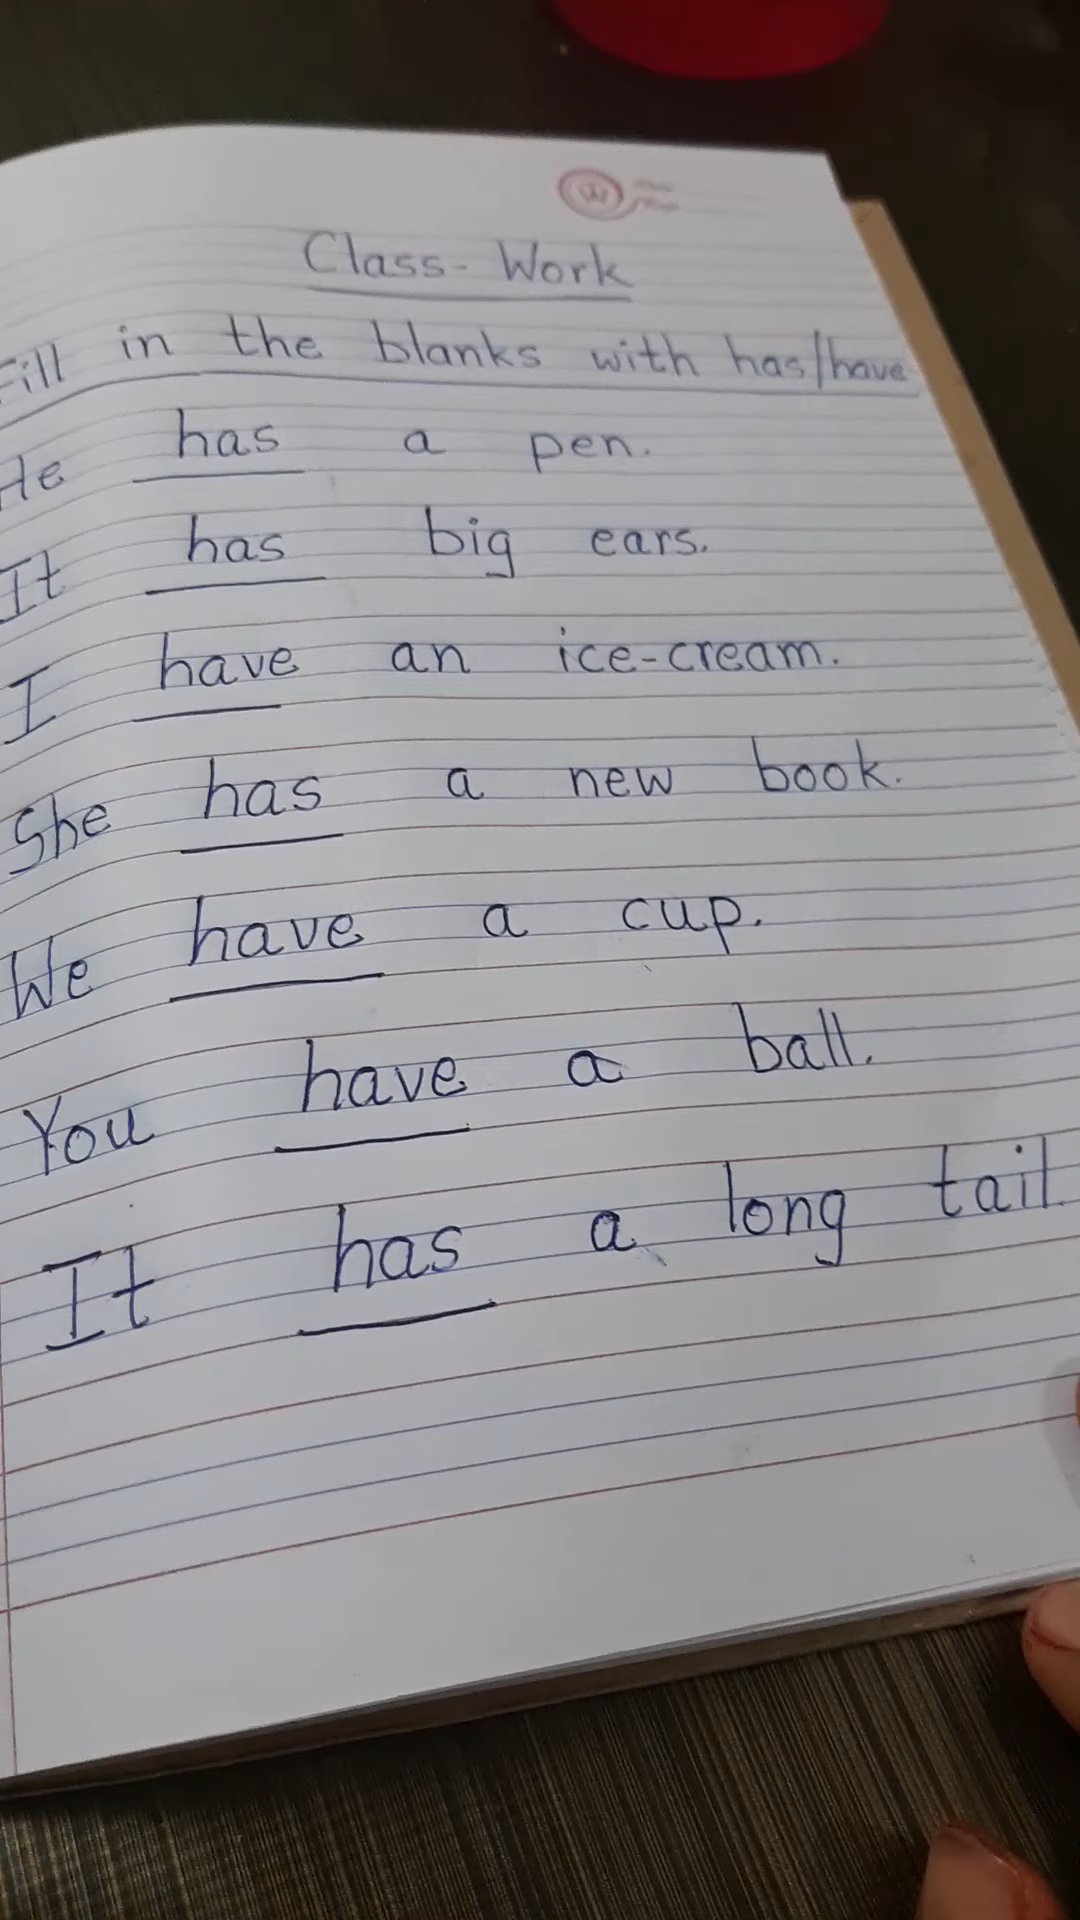 Class-Work
Fill in the blanks with has/have
He has a pen.
It has big ears.
I have an ice-cream.
She has a new book.
We have a cup.
You have a ball.
It has a long tail.